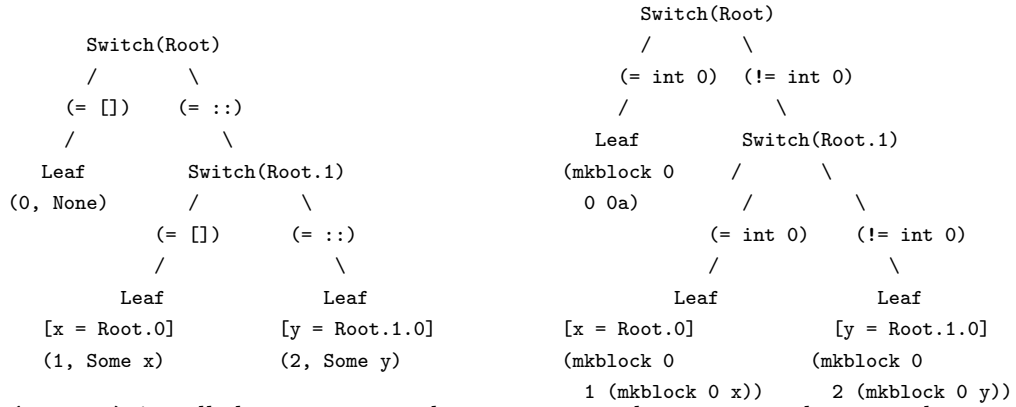 Switch(Root)
/ \
(= []) (= ::)
/ \
Leaf Switch(Root.1)
(0, None) / \
(= []) (= ::)
/ \
Leaf Leaf
[x = Root.0] [y = Root.1.0]
(1, Some x) (2, Some y)
Switch(Root)
/ \
(= int 0) (!= int 0)
/ \
Leaf Switch(Root.1)
(mkblock 0 / \
0 0a) / \
(= int 0) (!= int 0)
/ \
Leaf Leaf
[x = Root.0] [y = Root.1.0]
(mkblock 0 (mkblock 0
1 (mkblock 0 x)) 2 (mkblock 0 y))